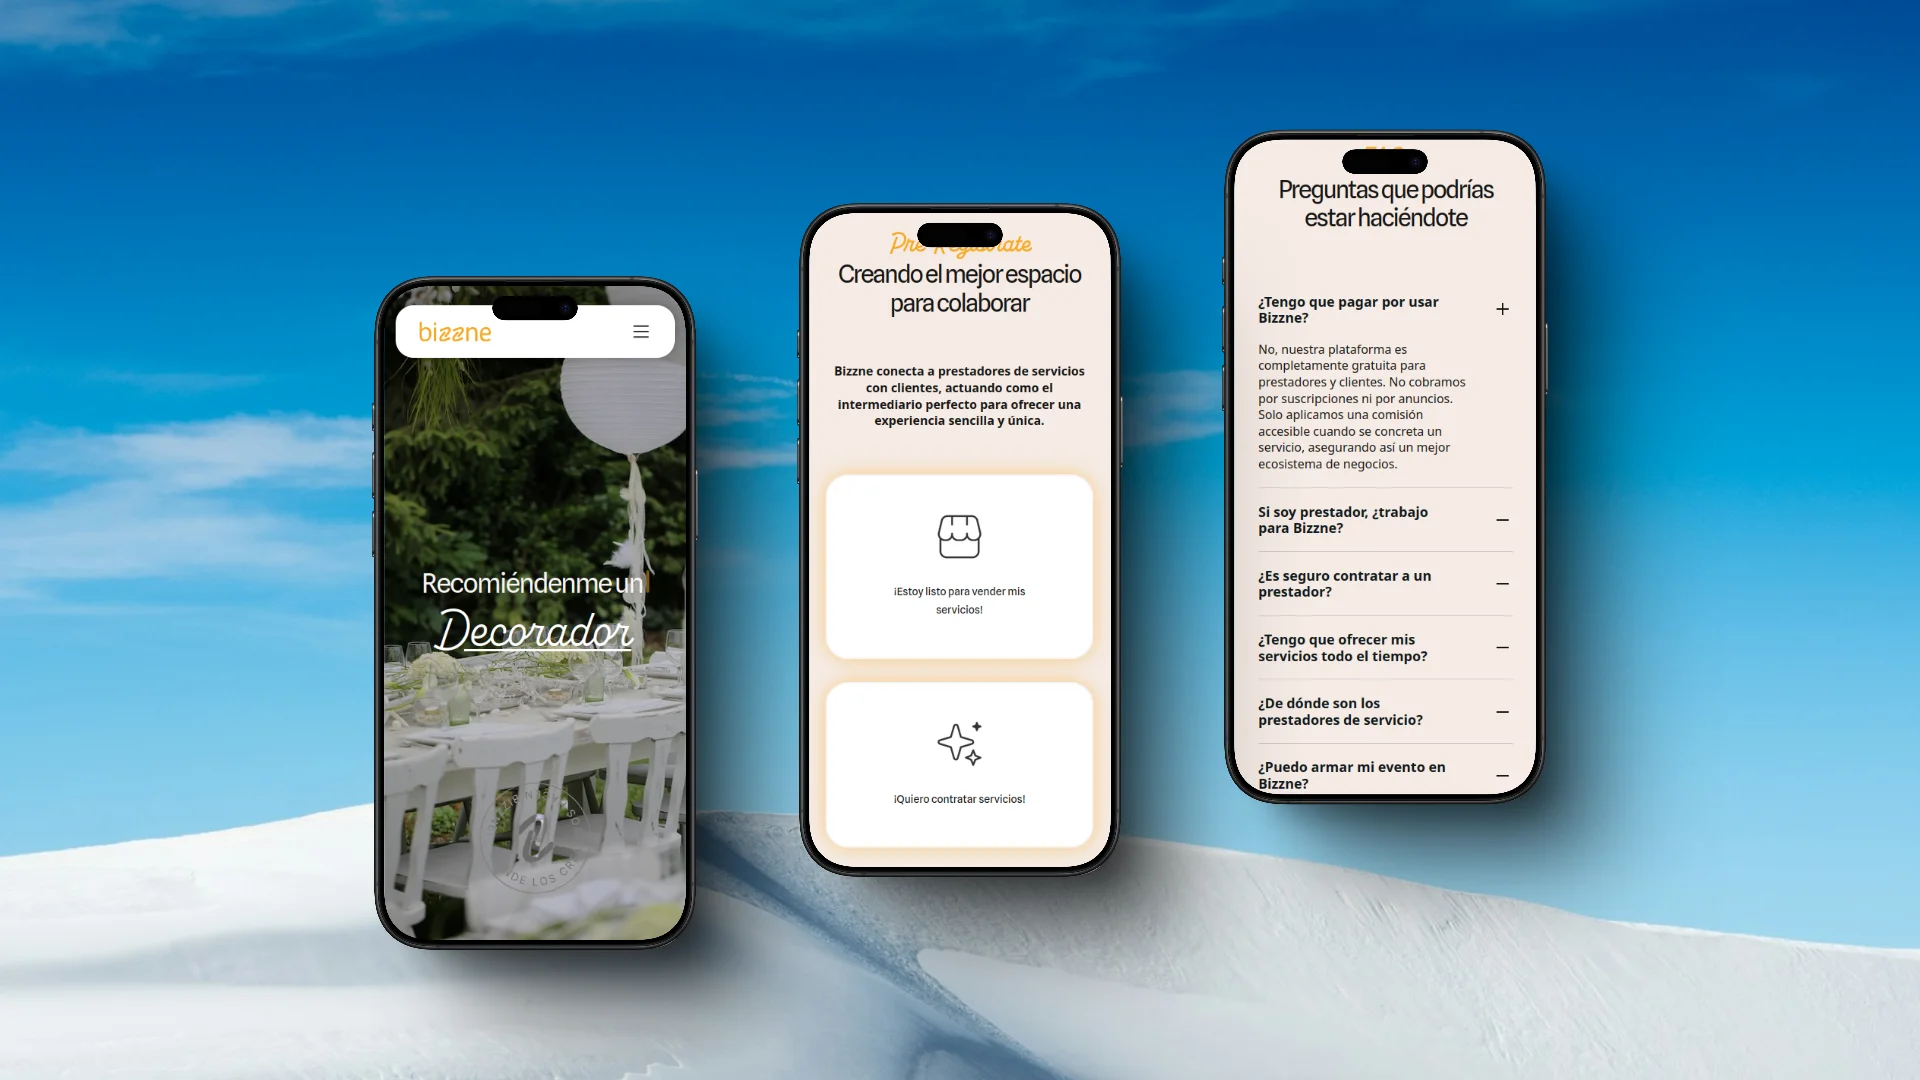 bizzne
Recomiéndenme un
Decorador
DE LOS
Creando el mejor espacio
para colaborar
Bizzne conecta a prestadores de servicios
con clientes, actuando como el
intermediario perfecto para ofrecer una
experiencia sencilla y única.
¡Estoy listo para vender mis
servicios!
¡Quiero contratar servicios!
Preguntas que podrías
estar haciéndote
¿Tengo que pagar por usar
Bizzne?
No, nuestra plataforma es
completamente gratuita para
prestadores y clientes. No cobramos
por suscripciones ni por anuncios.
Solo aplicamos una comisión
accesible cuando se concreta un
servicio, asegurando así un mejor
ecosistema de negocios.
Si soy prestador, ¿trabajo
para Bizzne?
¿Es seguro contratar a un
prestador?
¿Tengo que ofrecer mis
servicios todo el tiempo?
¿De dónde son los
prestadores de servicio?
¿Puedo armar mi evento en
Bizzne?